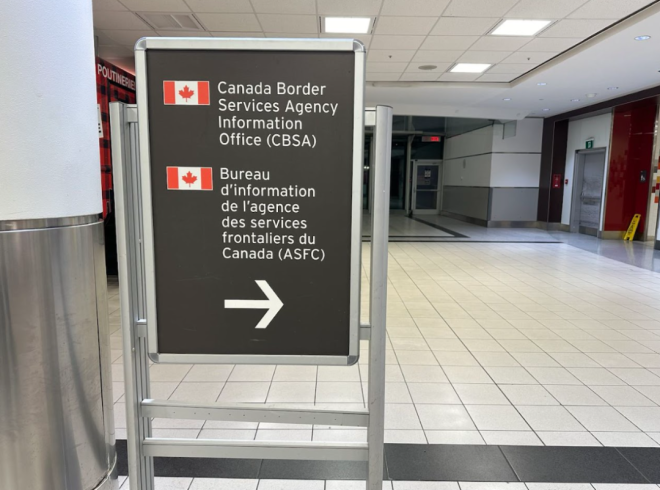 POUTINERIE
Canada Border
Services Agency
Information
Office (CBSA)
Bureau
d'information
de l'agence
des services
frontaliers du
Canada (ASFC)